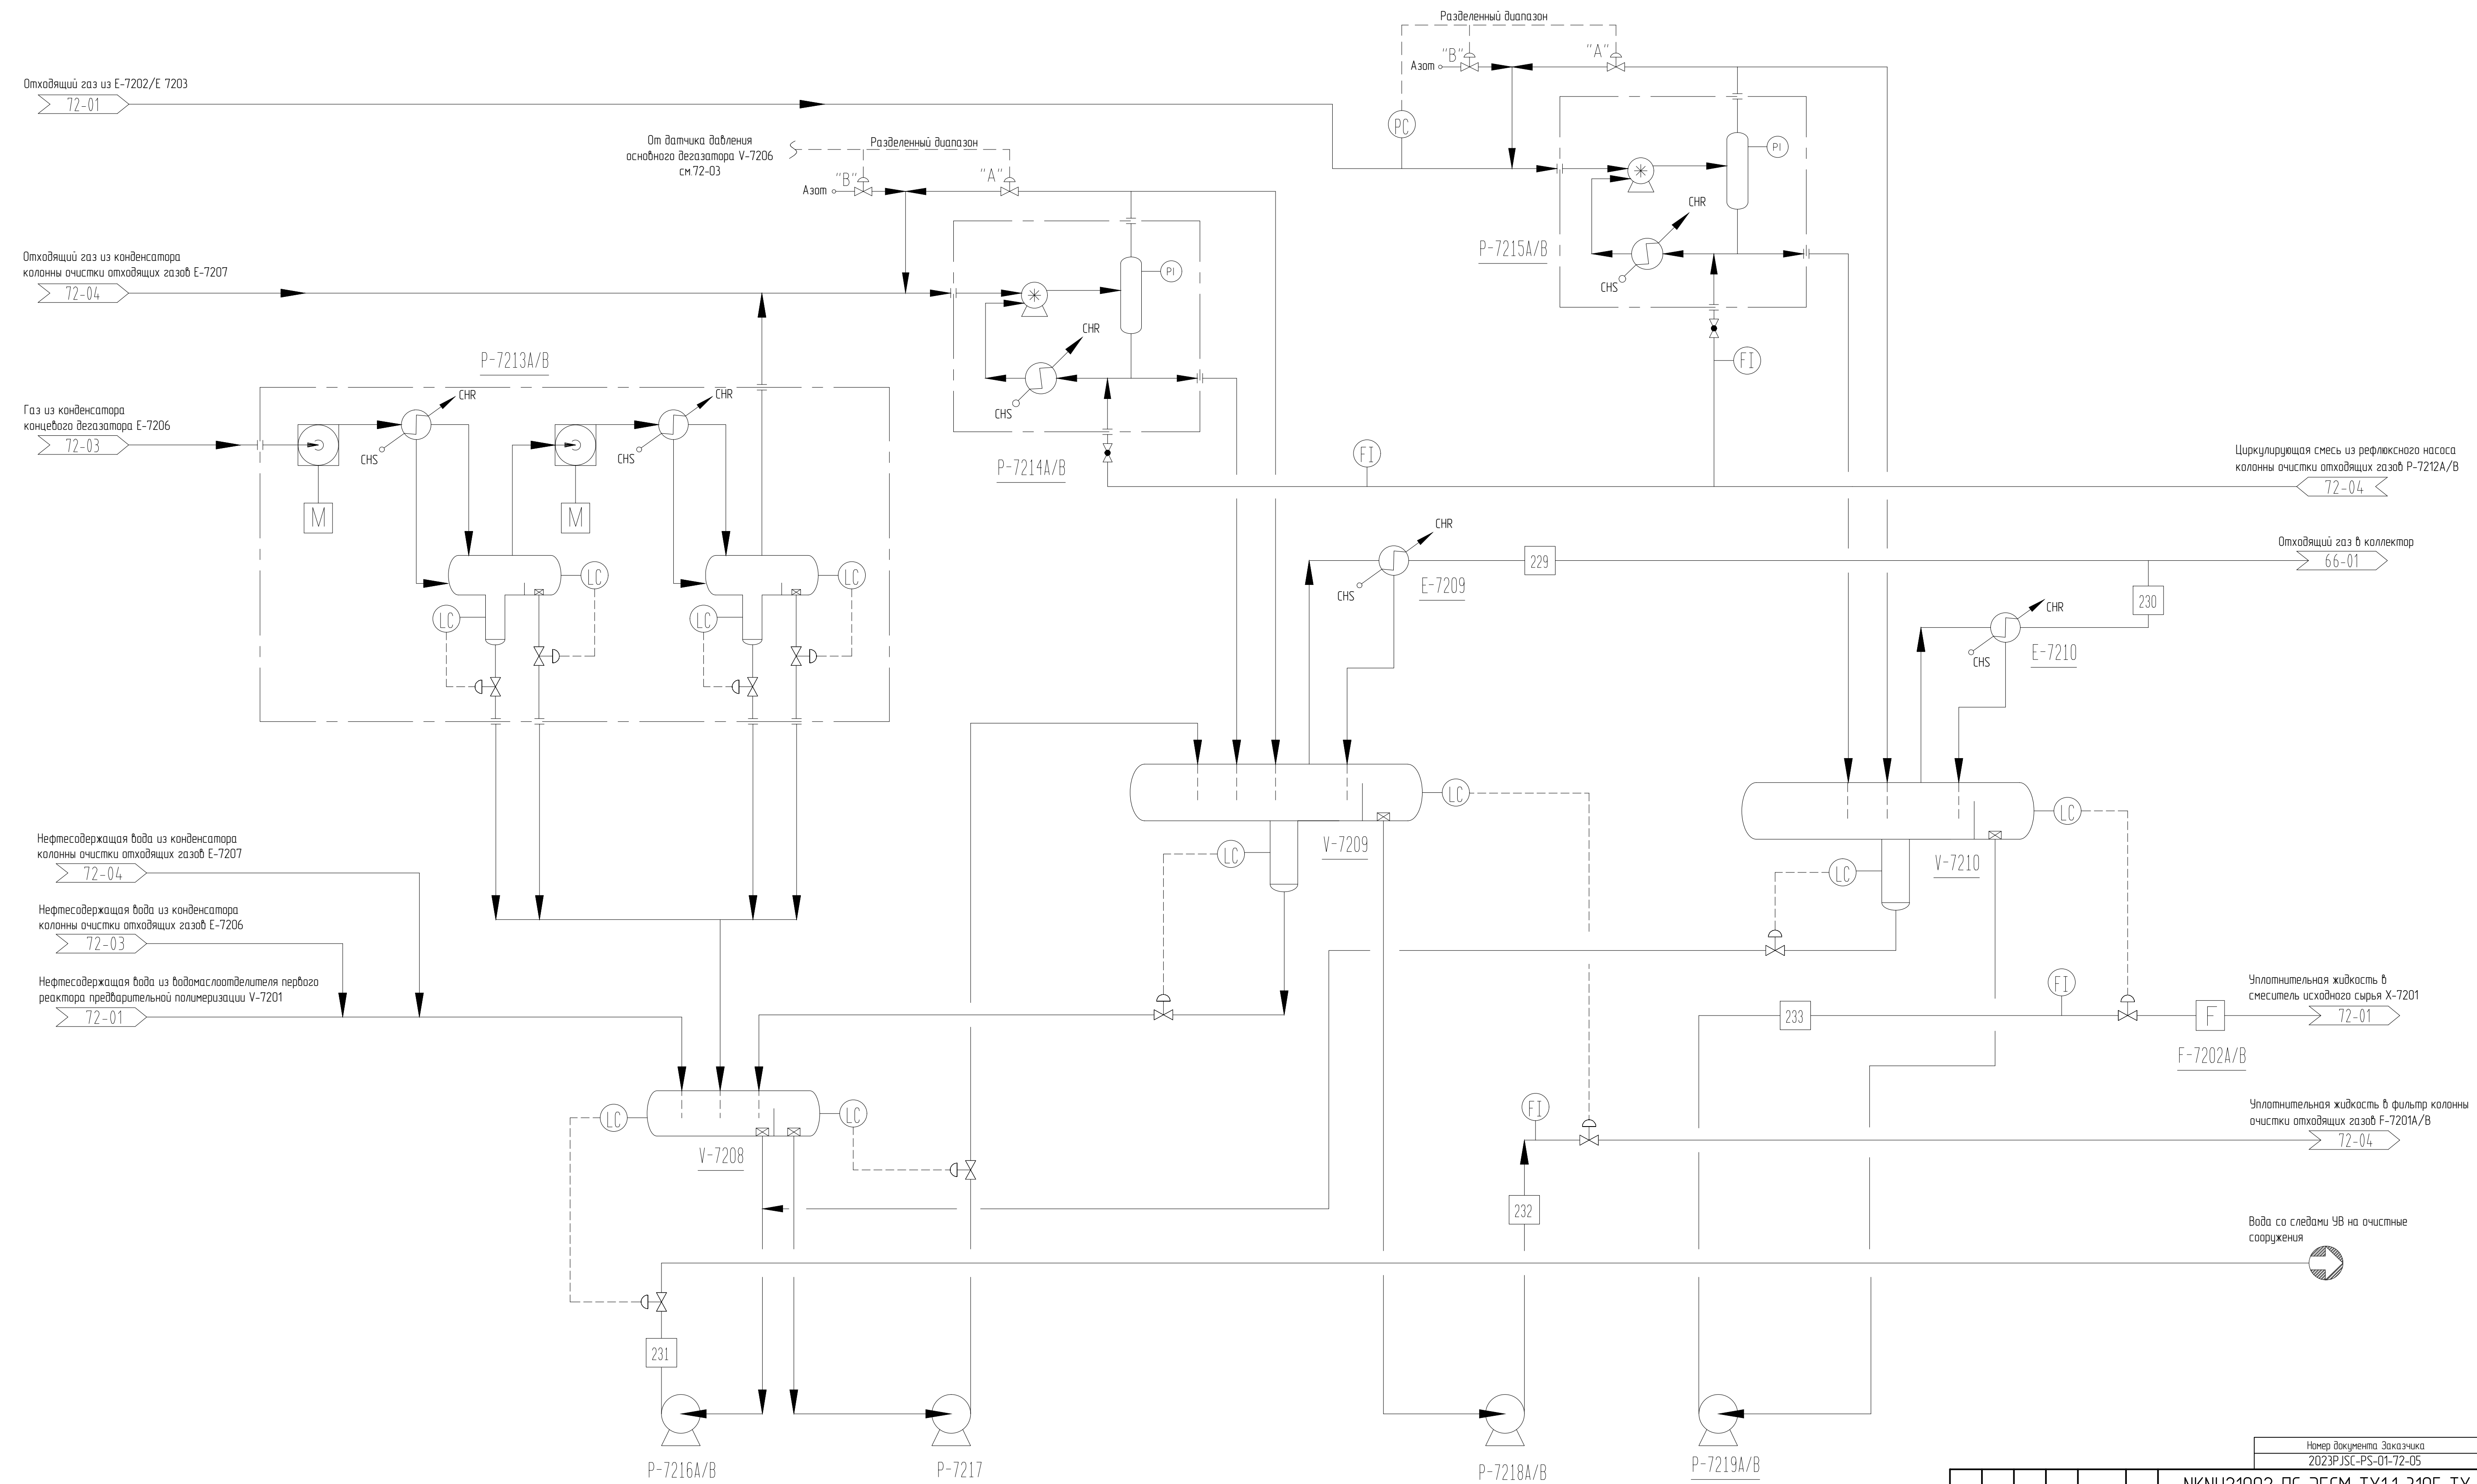 Разделенный диапазон
"B"
"A"
Азот
Отходящий газ из Е-7202/Е 7203
72-01
PC
PI
От датчика давления
основного дегазатора V-7206
см.72-03
Разделенный диапазон
"B"
"A"
Азот
CHR
P-7215A/B
CHS
Отходящий газ из конденсатора
колонны очистки отходящих газов Е-7207
72-04
PI
CHR
FI
P-7213A/B
CHS
CHR
CHR
Газ из конденсатора
концевого дегазатора Е-7206
72-03
CHS
CHS
P-7214A/B
FI
Циркулирующая смесь из рефлюксного насоса
колонны очистки отходящих газов Р-7212А/В
72-04
M
M
CHR
229
Отходящий газ в коллектор
66-01
LC
LC
CHS
E-7209
230
CHR
LC
LC
CHS
E-7210
LC
LC
V-7209
LC
V-7210
LC
Нефтесодержащая вода из конденсатора
колонны очистки отходящих газов Е-7207
72-04
Нефтесодержащая вода из конденсатора
колонны очистки отходящих газов Е-7206
72-03
Нефтесодержащая вода из водомаслоотделителя первого
реактора предварительной полимеризации V-7201
72-01
FI
Уплотнительная жидкость в
смеситель исходного сырья Х-7201
72-01
233
F
F-7202A/B
LC
LC
V-7208
FI
Уплотнительная жидкость в фильтр колонны
очистки отходящих газов F-7201A/B
72-04
232
Вода со следами УВ на очистные
сооружения
231
P-7216A/B
P-7217
P-7218A/B
P-7219A/B
Номер документа Заказчика
2023PJSC-PS-01-72-05